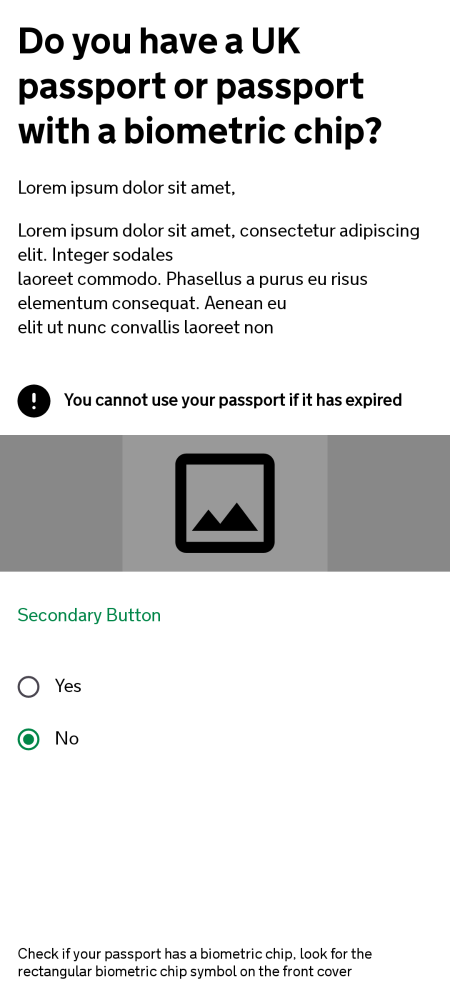 Do you have a UK
passport or passport
with a biometric chip?
Lorem ipsum dolor sit amet,
Lorem ipsum dolor sit amet, consectetur adipiscing
elit. Integer sodales
laoreet commodo. Phasellus a purus eu risus
elementum consequat. Aenean eu
elit ut nunc convallis laoreet non
You cannot use your passport if it has expired
Secondary Button
Yes
No
Check if your passport has a biometric chip, look for the
rectangular biometric chip symbol on the front cover